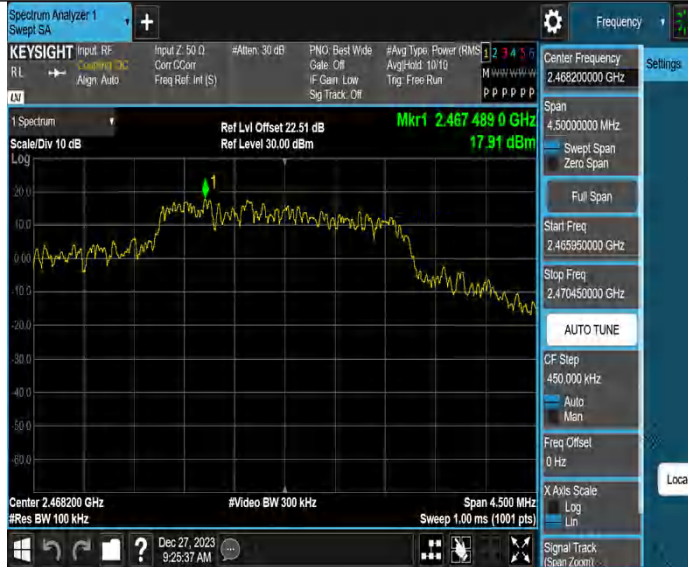 Spectrum Analyzer 1
Swept SA
+
Frequency
KEYSIGHT
RL
Input: RF
Coupling: DC
Align: Auto
Input Z: 50 Ω
Corr CCorr
Freq Ref: Int (S)
#Atten: 30 dB
PNO: Best Wide
Gate: Off
IF Gain: Low
Sig Track: Off
#Avg Type: Power (RMS
Avg|Hold: 10/10
Trig: Free Run
1 2 3 4 5 6
M W W W W W
P P P P P P
LXI
1 Spectrum
Scale/Div 10 dB
Ref Lvl Offset 22.51 dB
Ref Level 30.00 dBm
Mkr1 2.467 489 0 GHz
17.91 dBm
Log
1
20.0
10.0
0.00
-10.0
-20.0
-30.0
-40.0
-50.0
-60.0
Center 2.468200 GHz
#Res BW 100 kHz
#Video BW 300 kHz
Span 4.500 MHz
Sweep 1.00 ms (1001 pts)
?
Dec 27, 2023
9:25:37 AM
Center Frequency
2.468200000 GHz
Settings
Span
4.50000000 MHz
Swept Span
Zero Span
Full Span
Start Freq
2.465950000 GHz
Stop Freq
2.470450000 GHz
AUTO TUNE
CF Step
450.000 kHz
Auto
Man
Freq Offset
0 Hz
X Axis Scale
Log
Lin
Loca
Signal Track
(Span Zoom)